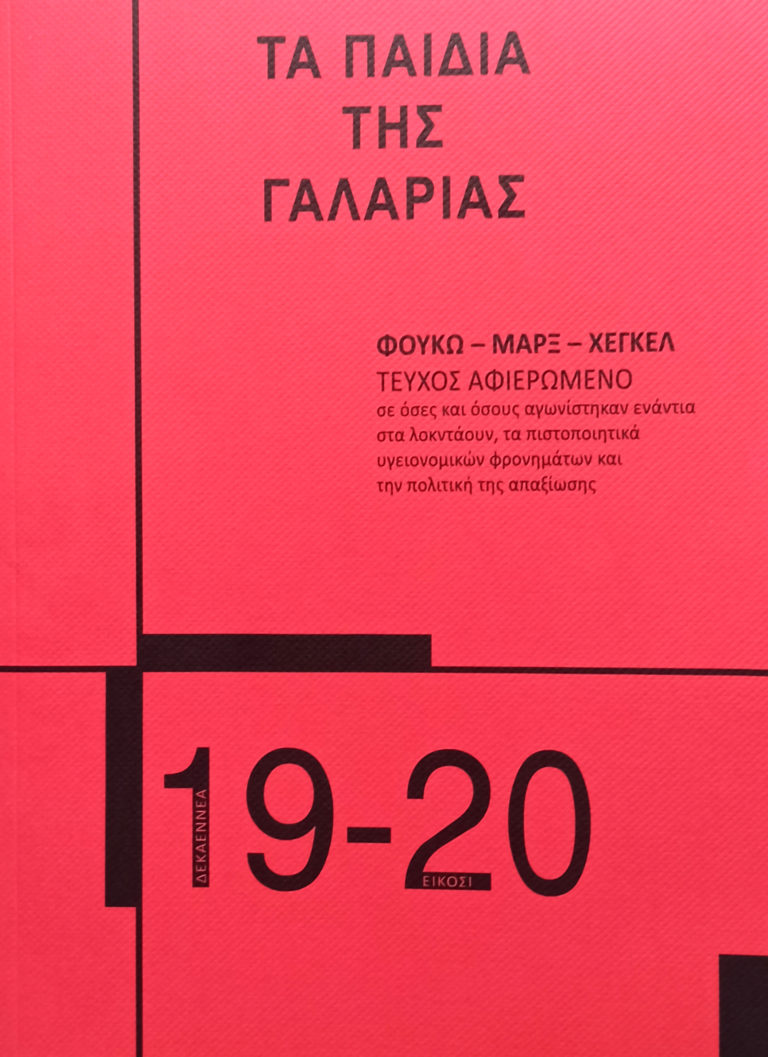 ΤΑ ΠΑΙΔΙΑ
ΤΗΣ
ΓΑΛΑΡΙΑΣ
ΦΟΥΚΩ – ΜΑΡΞ – ΧΕΓΚΕΛ
ΤΕΥΧΟΣ ΑΦΙΕΡΩΜΕΝΟ
σε όσες και όσους αγωνίστηκαν ενάντια
στα λοκντάουν, τα πιστοποιητικά
υγειονομικών φρονημάτων και
την πολιτική της απαξίωσης
19-20
ΔΕΚΑΕΝΝΕΑ
ΕΙΚΟΣΙ